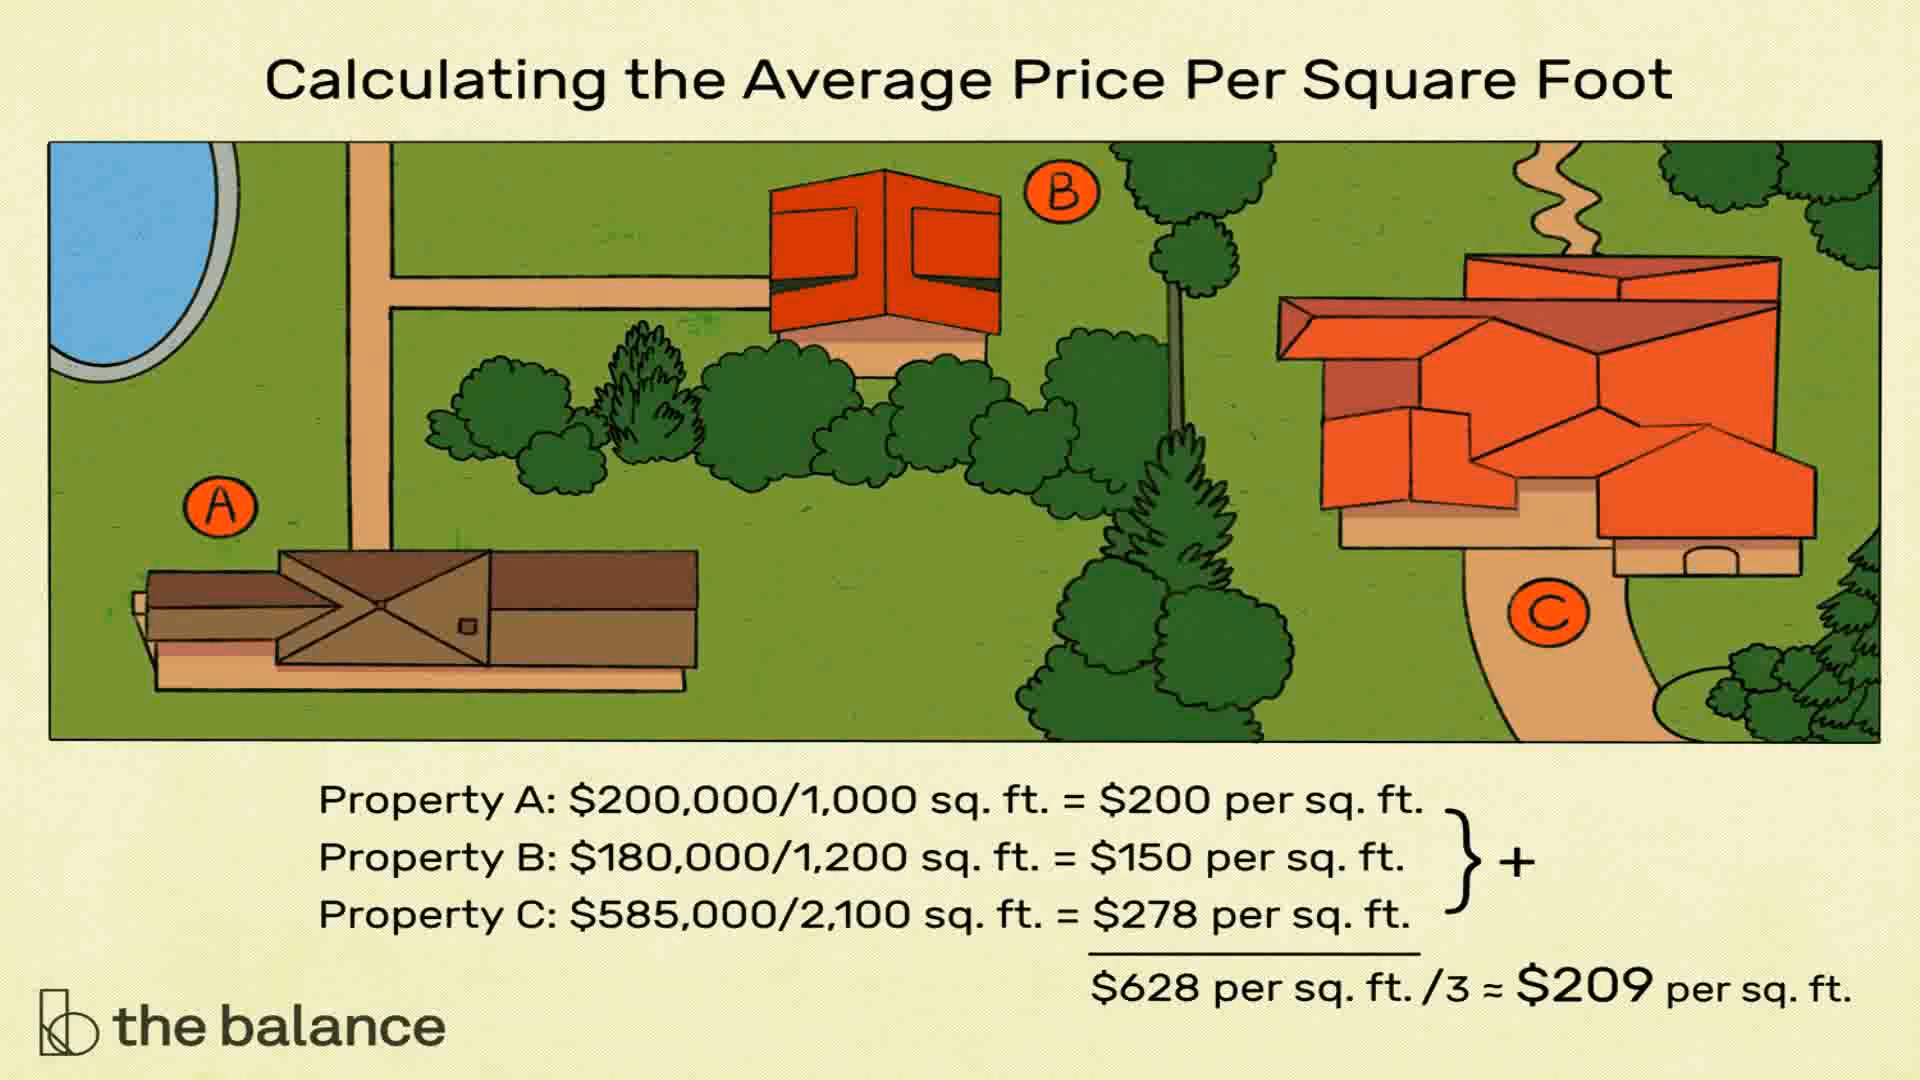 Calculating the Average Price Per Square Foot
B
A
C
Property A: $200,000/1,000 sq. ft. = $200 per sq. ft.
Property B: $180,000/1,200 sq. ft. = $150 per sq. ft.
Property C: $585,000/2,100 sq. ft. = $278 per sq. ft.
} +
$628 per sq. ft. /3 ≈ $209 per sq. ft.
the balance